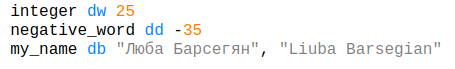 integer dw 25
negative_word dd -35
my_name db "Люба Барсегян", "Liuba Barsegian"